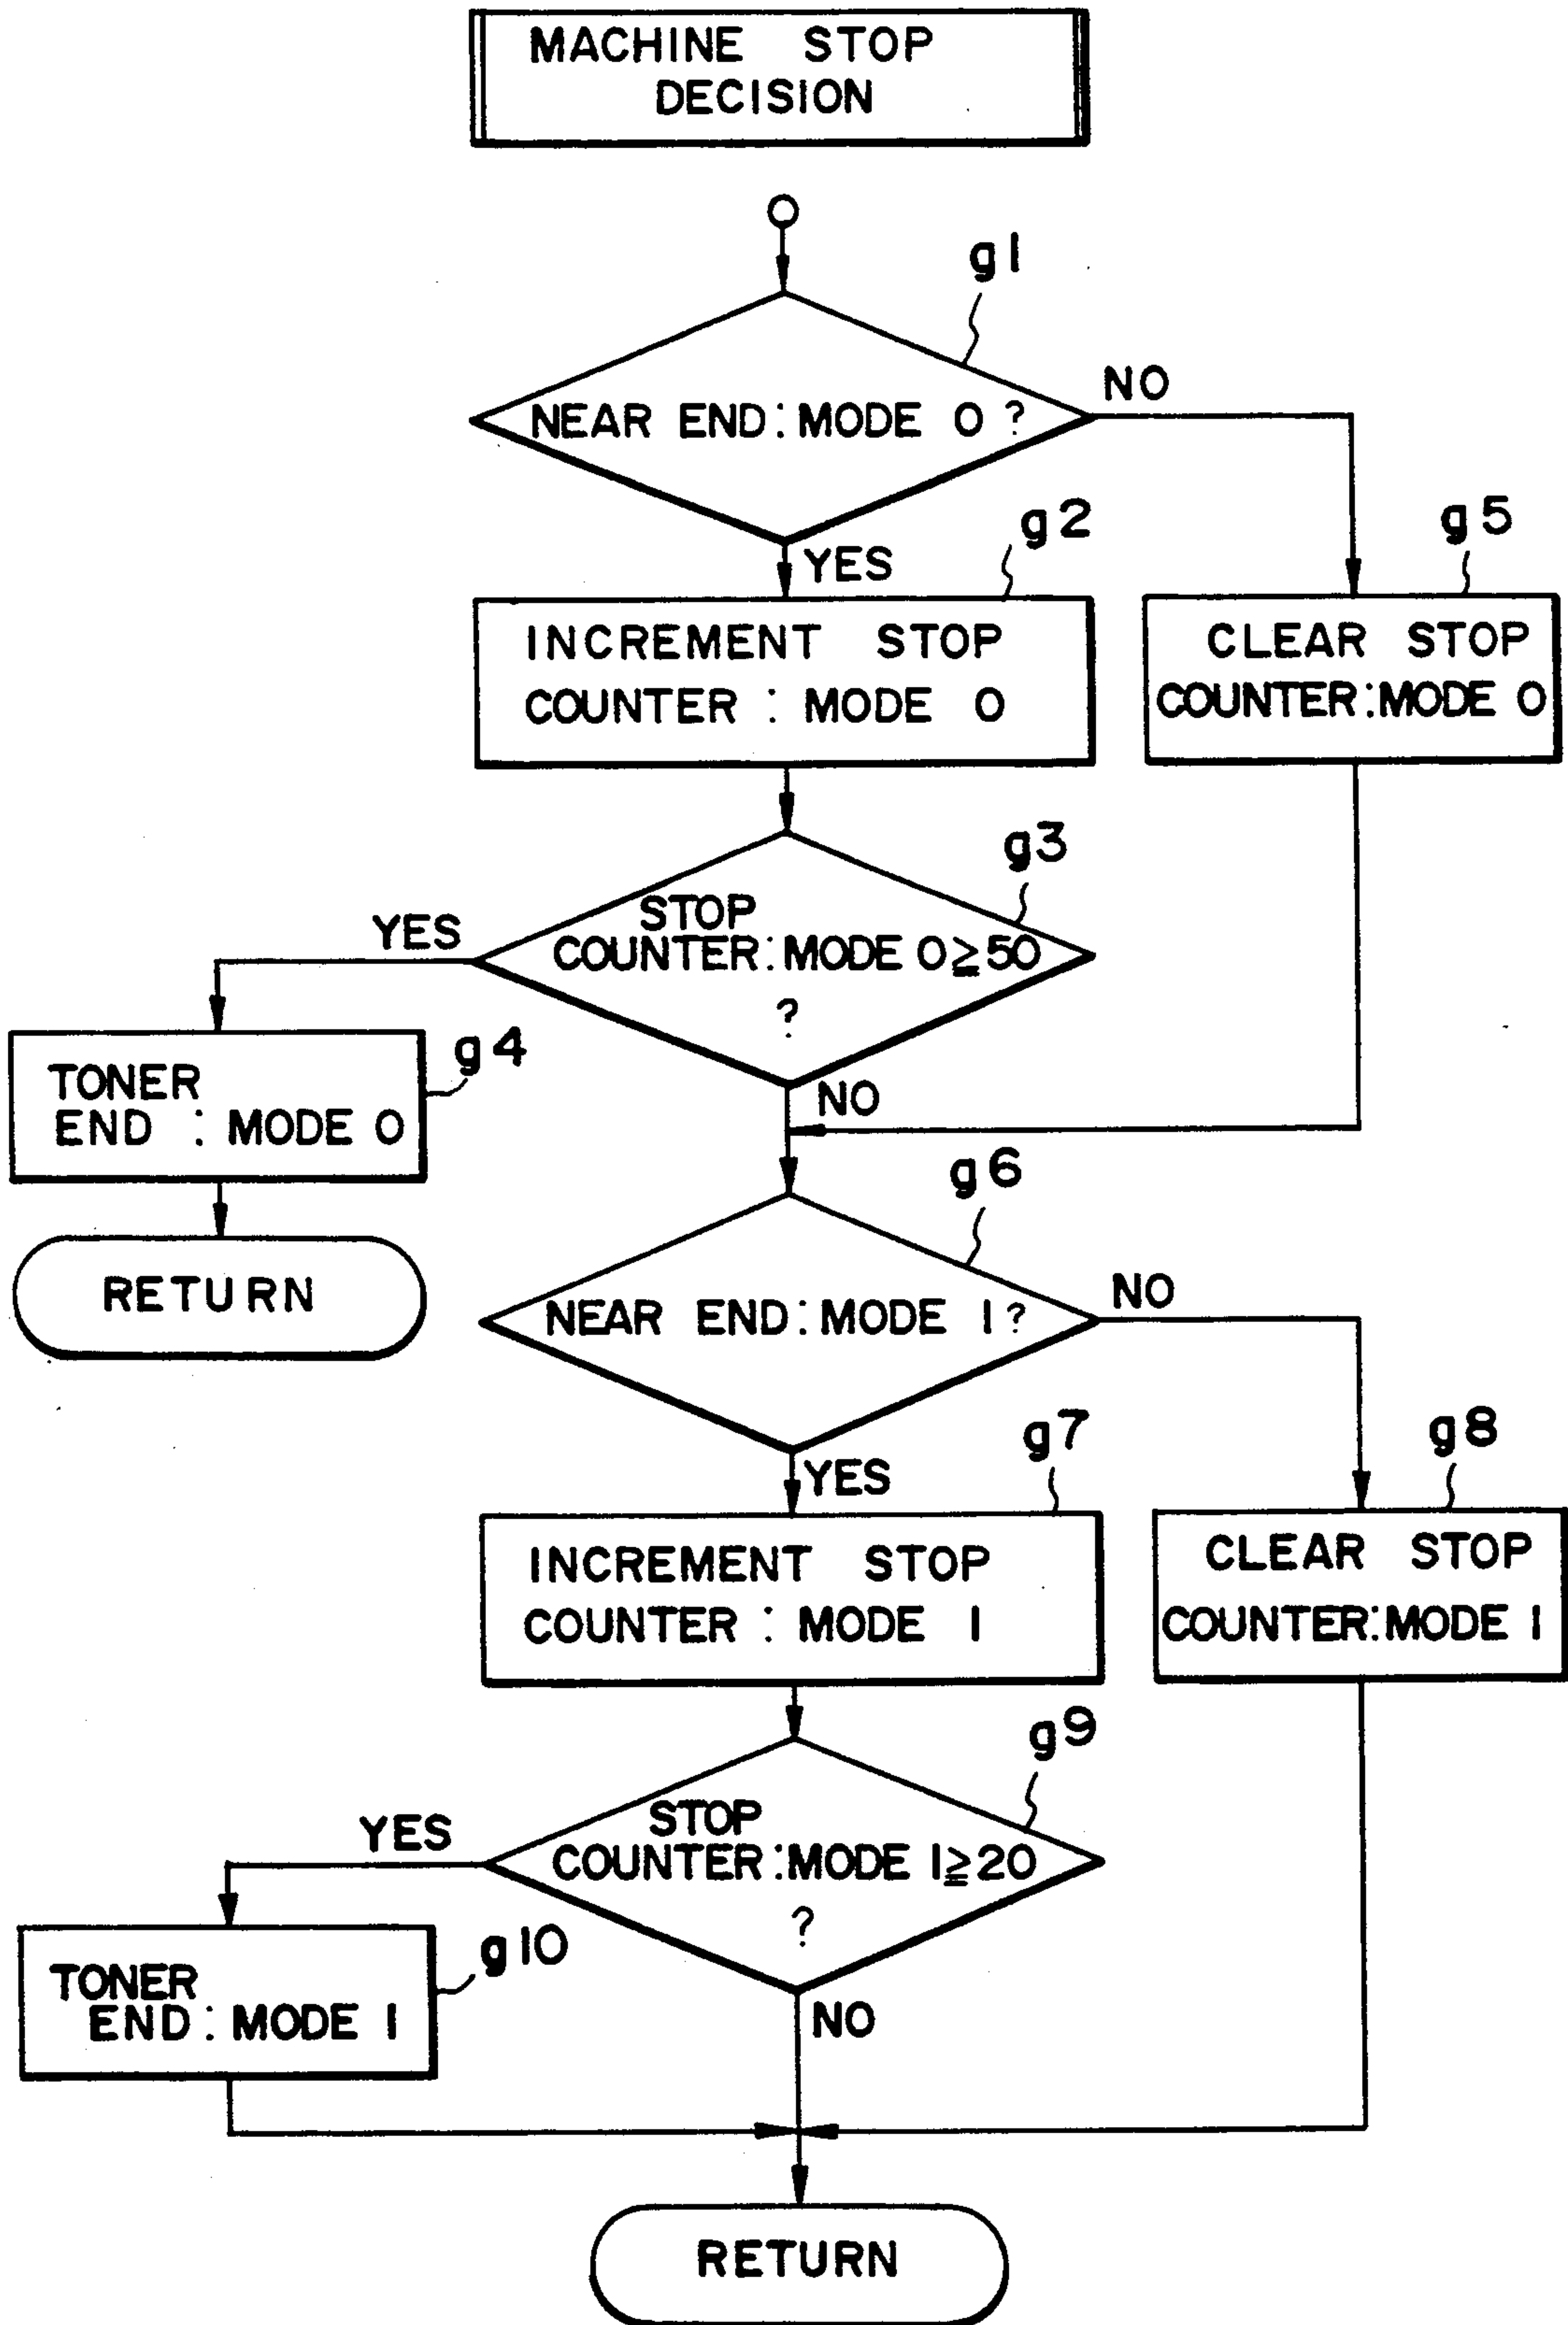 MACHINE STOP
DECISION
g1
NEAR END:MODE 0 ?
NO
YES
g2
INCREMENT STOP
COUNTER : MODE 0
g5
CLEAR STOP
COUNTER:MODE 0
g3
STOP
COUNTER:MODE 0≧50
?
YES
NO
g4
TONER
END : MODE 0
RETURN
g6
NEAR END:MODE 1?
NO
YES
g7
INCREMENT STOP
COUNTER : MODE 1
g8
CLEAR STOP
COUNTER:MODE 1
g9
STOP
COUNTER:MODE 1≧20
?
YES
NO
g10
TONER
END:MODE 1
RETURN